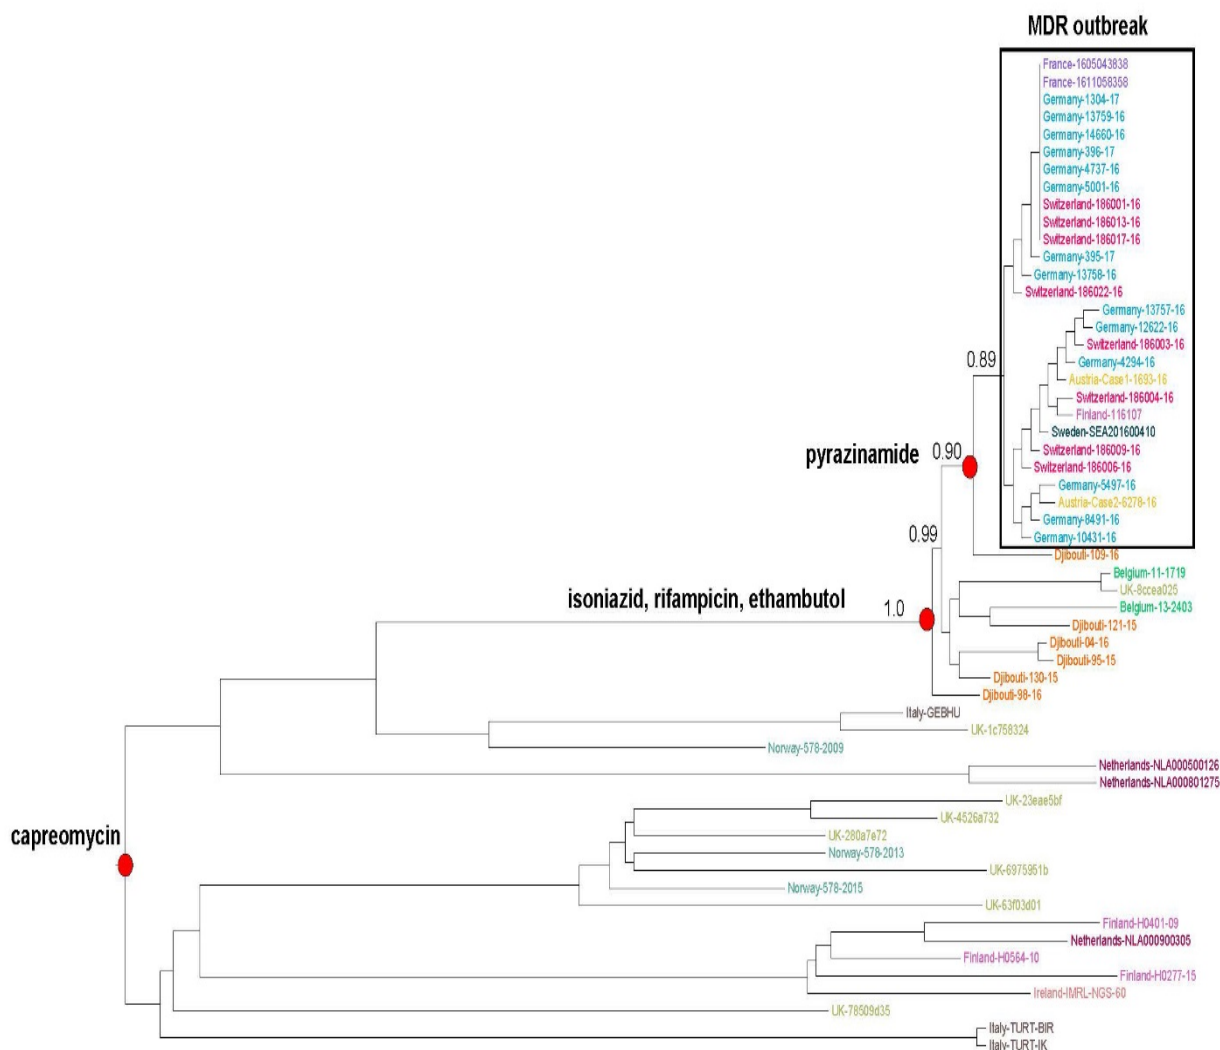 MDR outbreak
France-1605043838
France-1611058358
Germany-1304-17
Germany-13759-16
Germany-14660-16
Germany-396-17
Germany-4737-16
Germany-5001-16
Switzerland-186001-16
Switzerland-186013-16
Switzerland-186017-16
Germany-395-17
Germany-13758-16
Switzerland-186022-16
Germany-13757-16
Germany-12622-16
Switzerland-186003-16
0.89
Germany-4294-16
Austria-Case1-1693-16
Switzerland-186004-16
Finland-116107
Sweden-SEA201600410
pyrazinamide
0.90
Switzerland-186009-16
Switzerland-186006-16
Germany-5497-16
Austria-Case2-6278-16
Germany-8491-16
0.99
Germany-10431-16
Djibouti-109-16
Belgium-11-1719
UK-8ccea025
isoniazid, rifampicin, ethambutol
1.0
Belgium-13-2403
Djibouti-121-15
Djibouti-04-16
Djibouti-95-15
Djibouti-130-15
Djibouti-98-16
Italy-GEBHU
UK-1c758324
Norway-578-2009
Netherlands-NLA000500126
Netherlands-NLA000801275
UK-23eae5bf
UK-4526a732
capreomycin
UK-280a7e72
Norway-578-2013
UK-6975951b
Norway-578-2015
UK-63f03d01
Finland-H0401-09
Netherlands-NLA000900305
Finland-H0564-10
Finland-H0277-15
Ireland-IMRL-NGS-60
UK-78509d35
Italy-TURT-BIR
Italy-TURT-IK